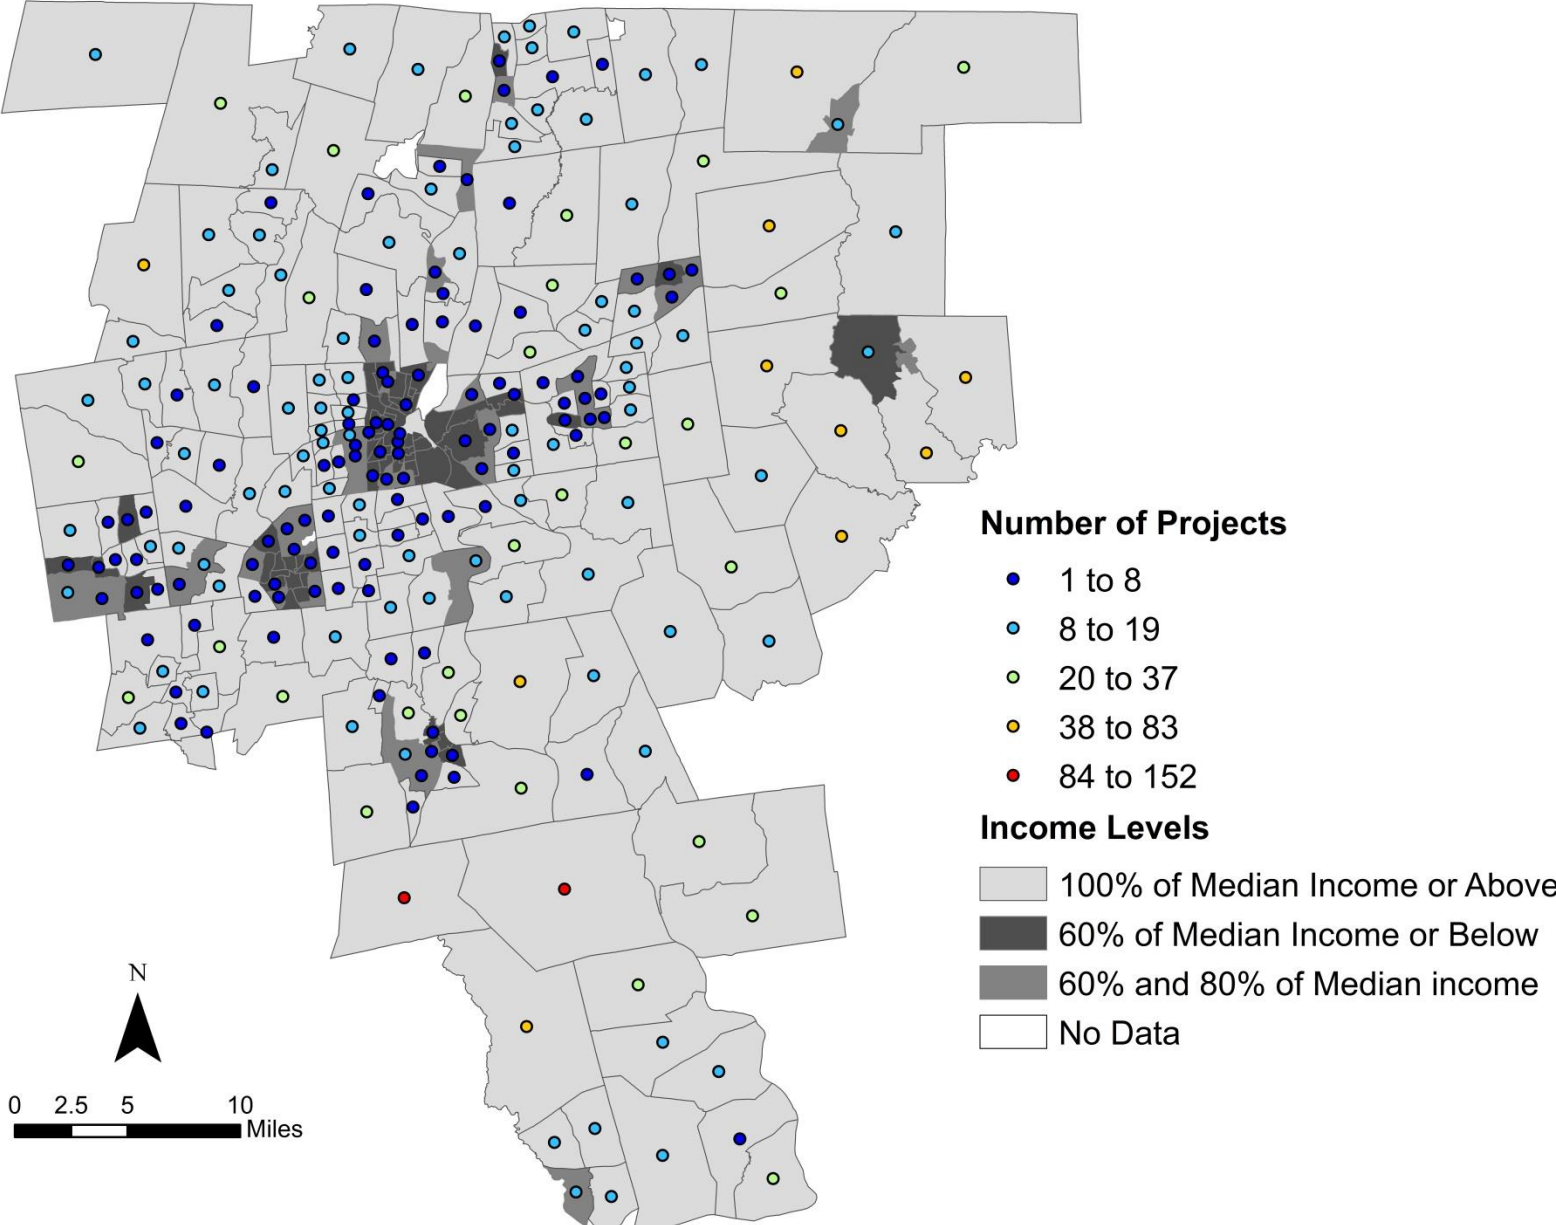 Number of Projects
1 to 8
8 to 19
20 to 37
38 to 83
84 to 152
Income Levels
100% of Median Income or Above
60% of Median Income or Below
60% and 80% of Median income
No Data
N
0 2.5 5 10
Miles